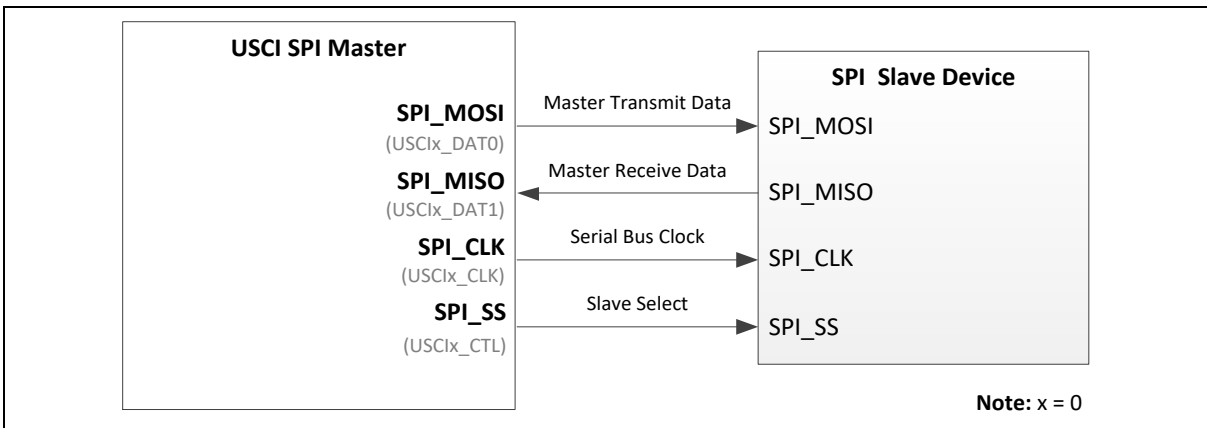 USCI SPI Master
SPI_MOSI
(USCIx_DAT0)
SPI_MISO
(USCIx_DAT1)
SPI_CLK
(USCIx_CLK)
SPI_SS
(USCIx_CTL)
Master Transmit Data
Master Receive Data
Serial Bus Clock
Slave Select
SPI Slave Device
SPI_MOSI
SPI_MISO
SPI_CLK
SPI_SS
Note: x = 0